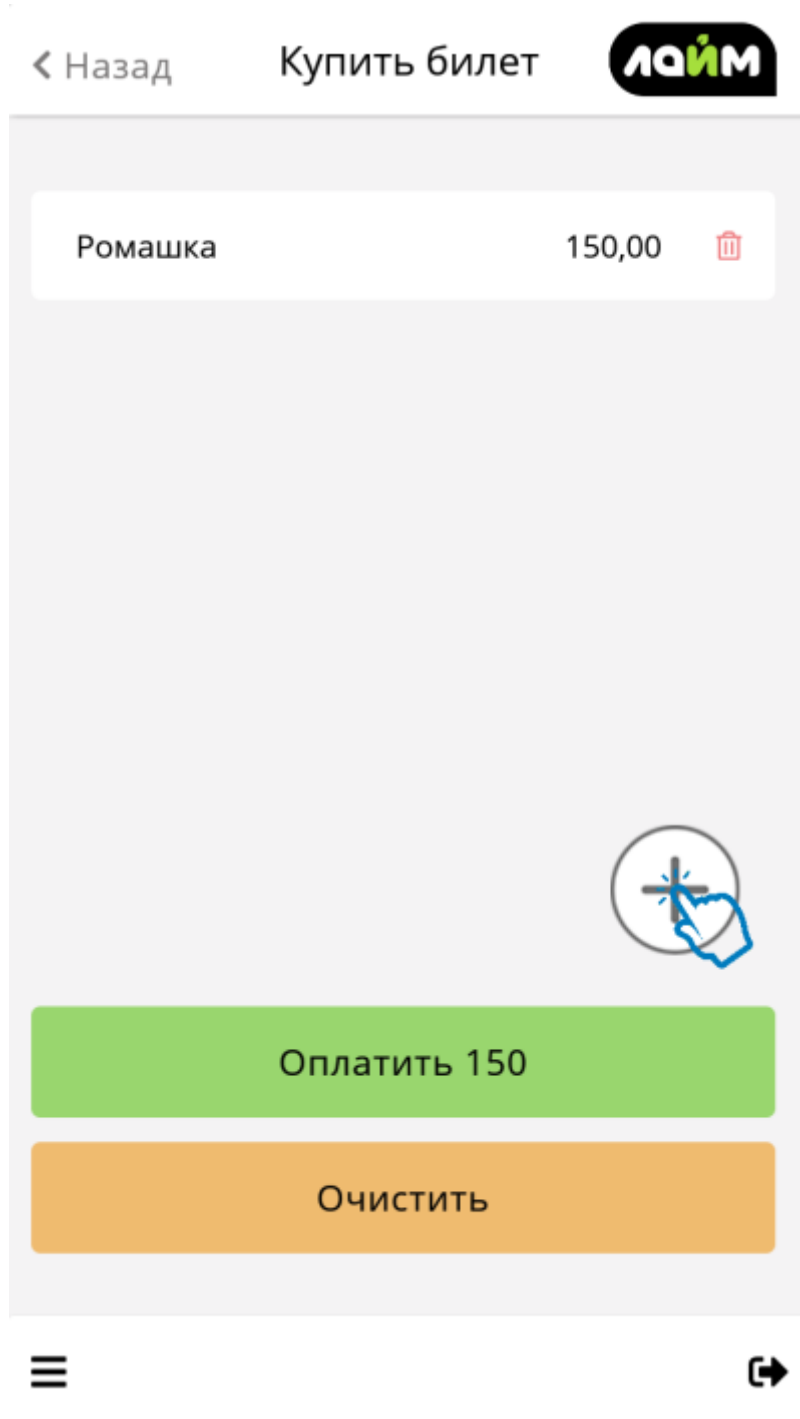 Назад
Купить билет
лайм
Ромашка 150,00
Оплатить 150
Очистить